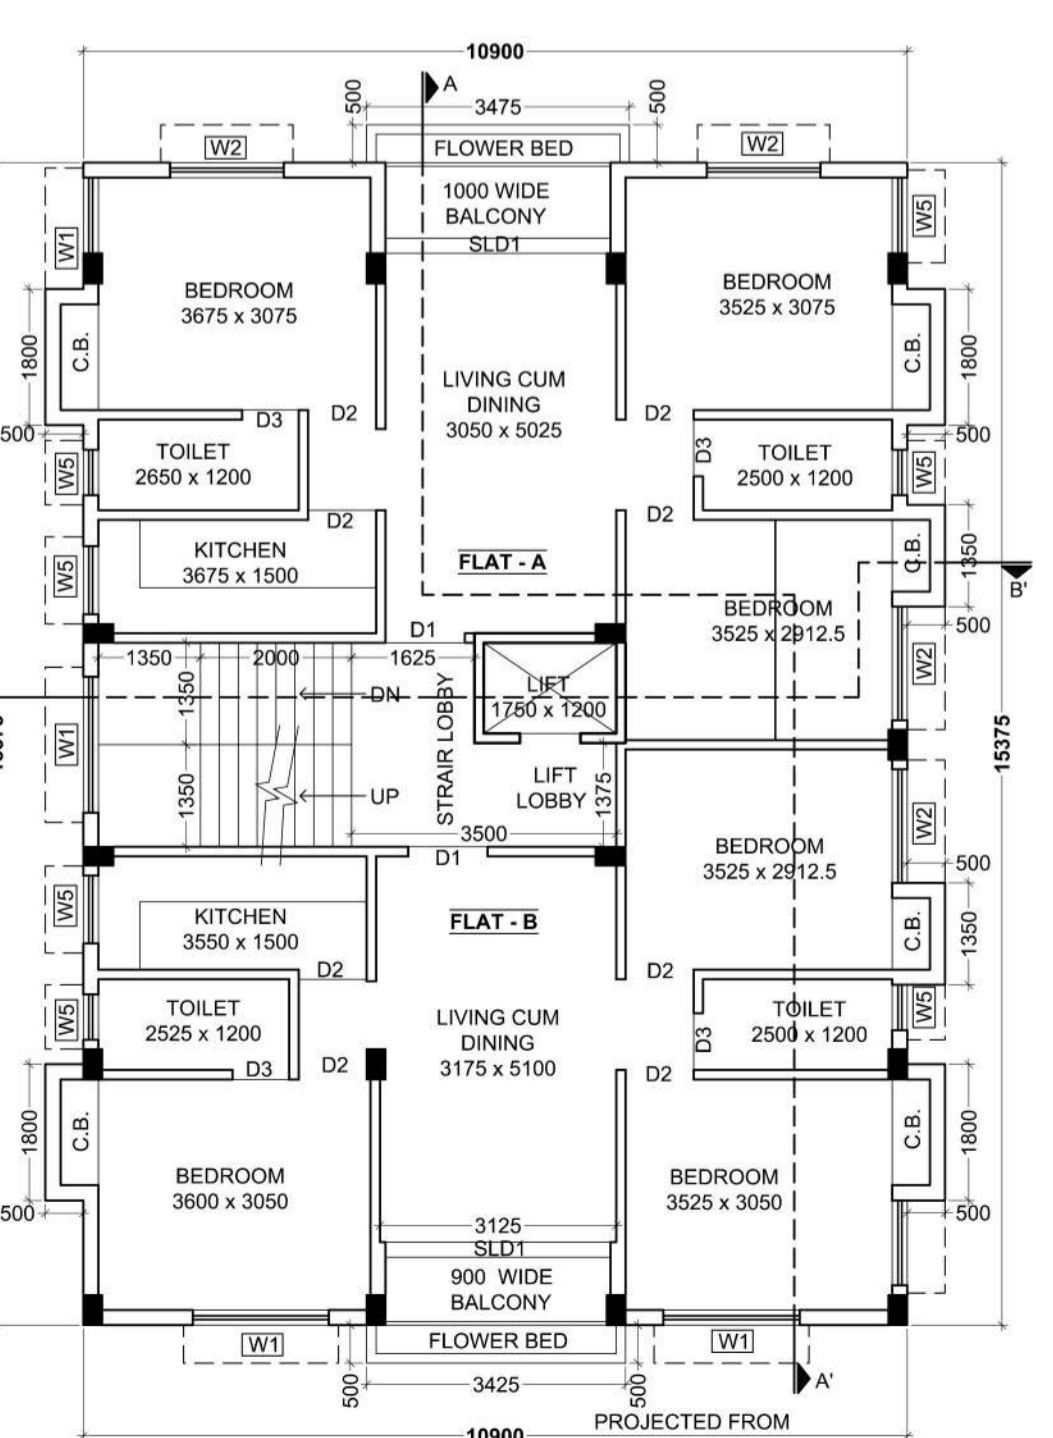 10900
A
500
3475
500
W2
FLOWER BED
W2
1000 WIDE
BALCONY
SLD1
W1
W5
BEDROOM
3675 x 3075
BEDROOM
3525 x 3075
1800
C.B.
C.B.
1800
LIVING CUM
DINING
3050 x 5025
D3
D2
D2
500
500
TOILET
2650 x 1200
D3
TOILET
2500 x 1200
W5
W5
D2
D2
KITCHEN
3675 x 1500
W5
FLAT - A
C.B.
1350
B'
BEDROOM
3525 x 2912.5
500
D1
1350
2000
1625
1350
DN
LIFT
1750 x 1200
W2
W1
STRAIR LOBBY
15375
1350
UP
LIFT
LOBBY
1375
W2
3500
D1
BEDROOM
3525 x 2912.5
500
W5
KITCHEN
3550 x 1500
FLAT - B
C.B.
1350
D2
D2
TOILET
2525 x 1200
W5
LIVING CUM
DINING
3175 x 5100
D3
TOILET
2500 x 1200
W5
D3
D2
D2
1800
C.B.
C.B.
1800
BEDROOM
3600 x 3050
BEDROOM
3525 x 3050
500
500
3125
SLD1
900 WIDE
BALCONY
W1
FLOWER BED
W1
500
3425
500
A'
PROJECTED FROM
10900